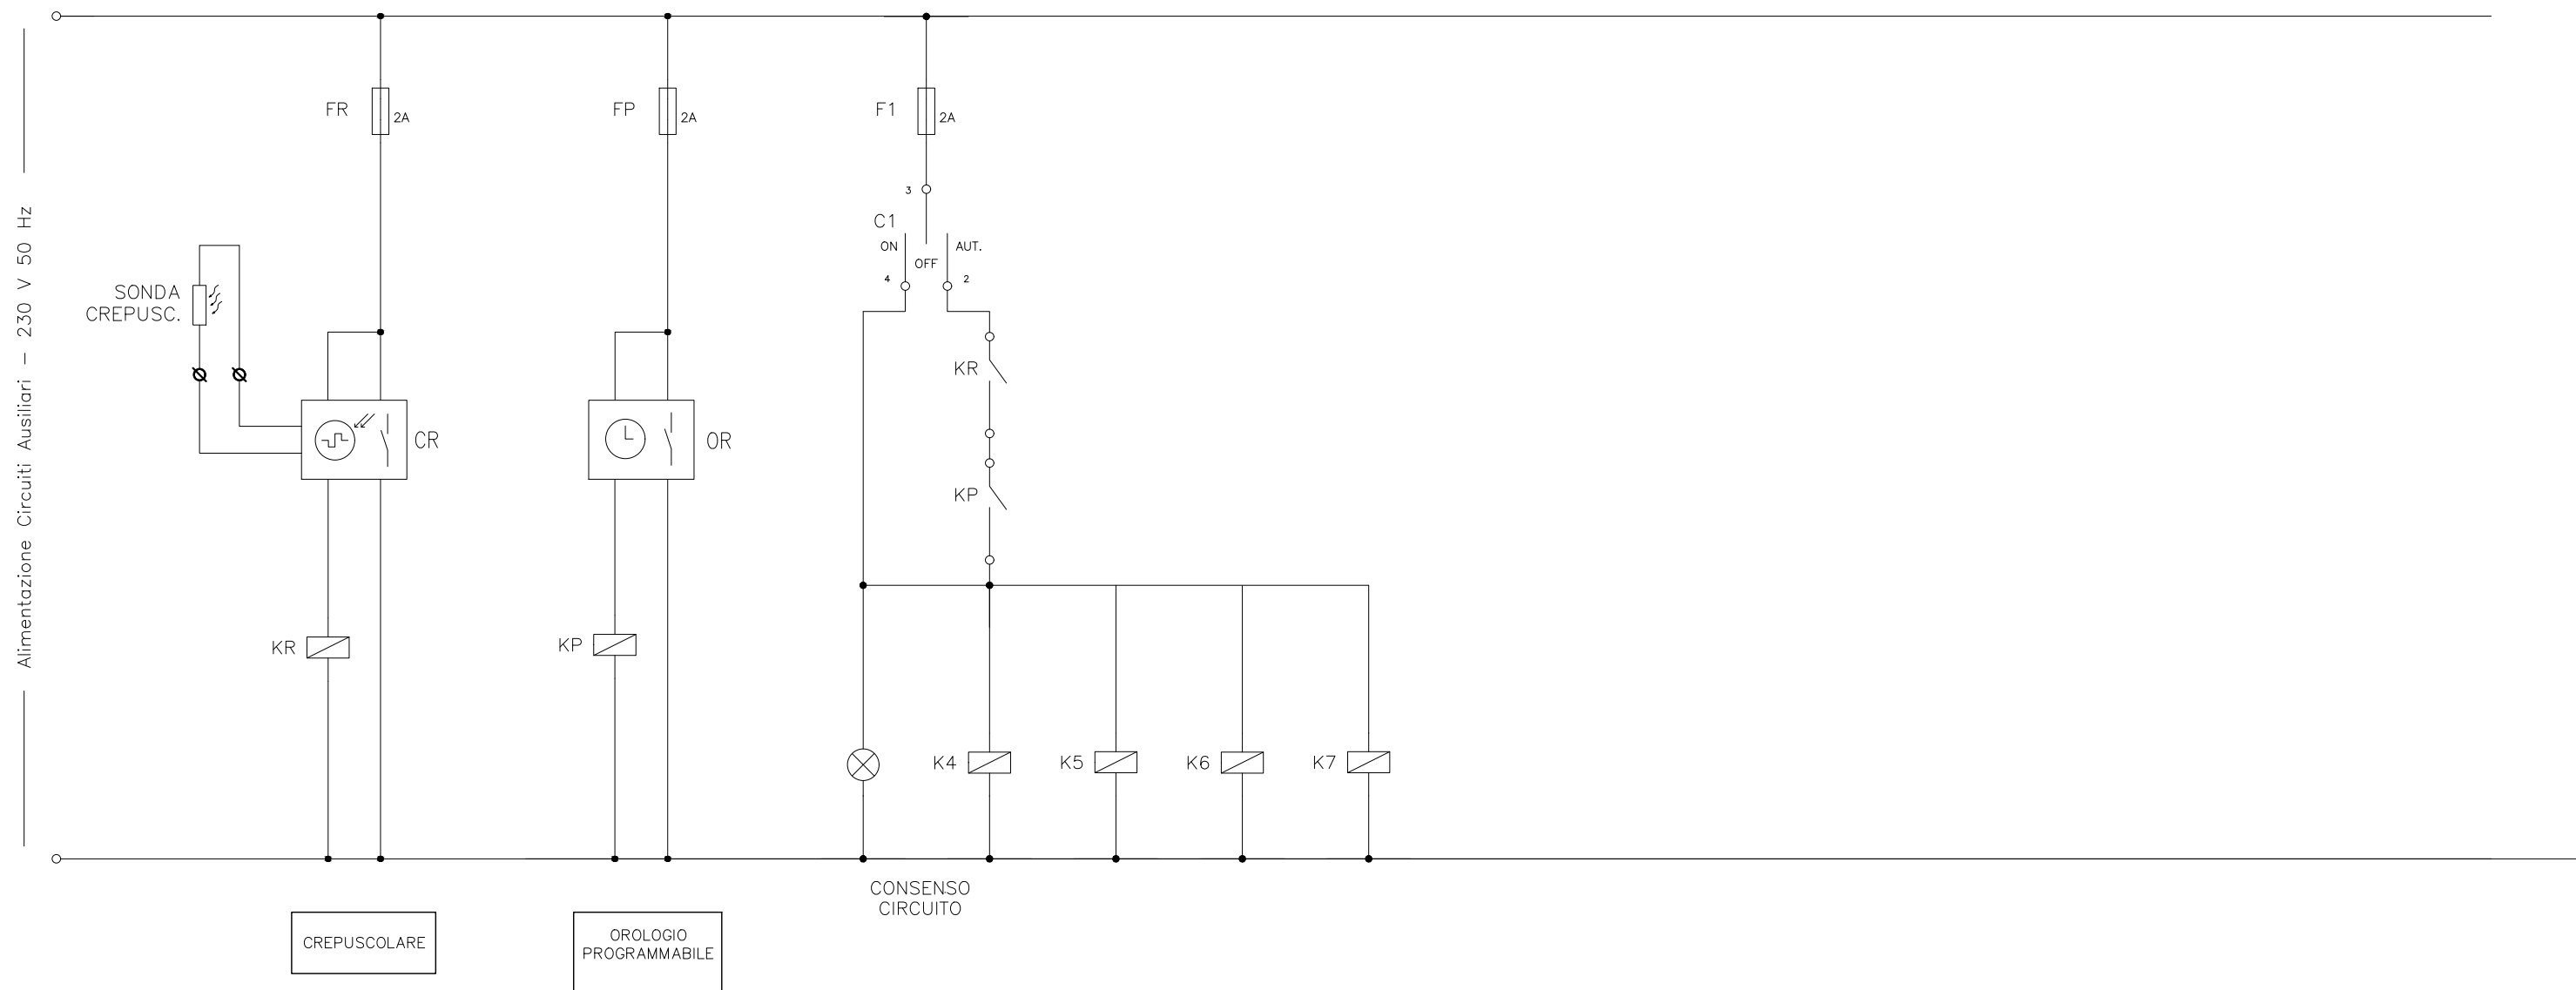 Alimentazione Circuiti Ausiliari – 230 V 50 Hz
FR
2A
FP
2A
F1
2A
3
C1
ON
OFF
AUT.
4
2
SONDA
CREPUSC.
CR
OR
KR
KP
KR
KP
K4
K5
K6
K7
CONSENSO
CIRCUITO
CREPUSCOLARE
OROLOGIO
PROGRAMMABILE